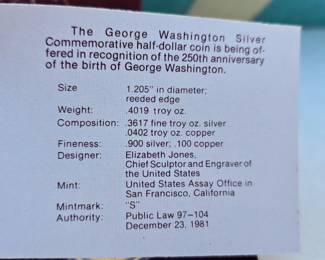 The George Washington Silver
Commemorative half-dollar coin is being of-
fered in recognition of the 250th anniversary
of the birth of George Washington.
Size 1.205" in diameter;
reeded edge
Weight: .4019 troy oz.
Composition: .3617 fine troy oz. silver
.0402 troy oz. copper
Fineness: .900 silver; .100 copper
Designer: Elizabeth Jones,
Chief Sculptor and Engraver of
the United States
Mint: United States Assay Office in
San Francisco, California
Mintmark: "S"
Authority: Public Law 97-104
December 23, 1981